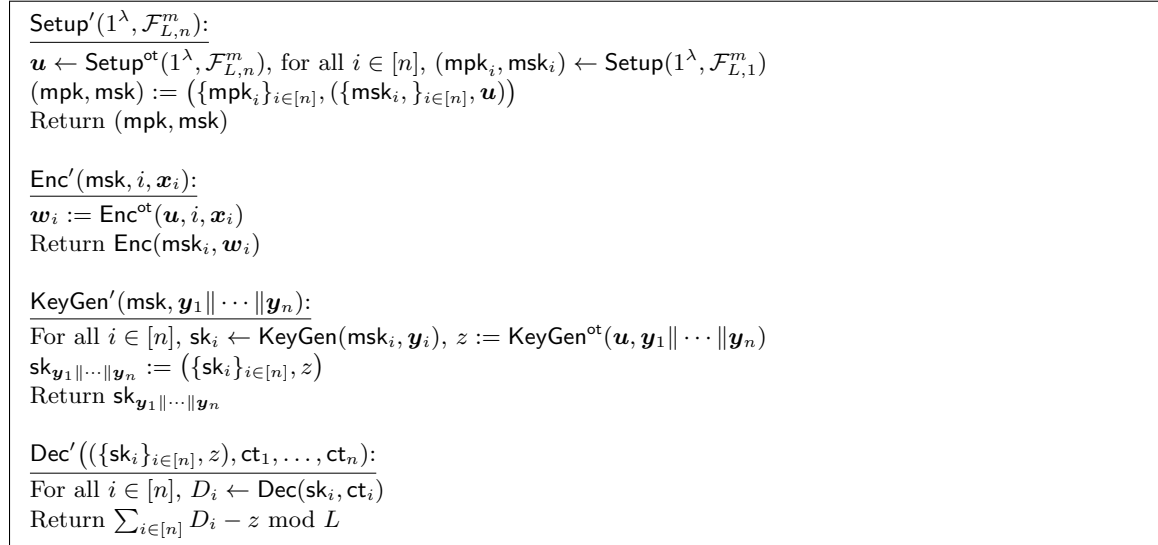 Setup′(1^λ, ℱ^m_{L,n}):
𝒖 ← Setup^ot(1^λ, ℱ^m_{L,n}), for all i ∈ [n], (mpk_i, msk_i) ← Setup(1^λ, ℱ^m_{L,1})
(mpk, msk) := ({mpk_i}_{i∈[n]}, ({msk_i, }_{i∈[n]}, 𝒖))
Return (mpk, msk)
Enc′(msk, i, 𝒙_i):
𝒘_i := Enc^ot(𝒖, i, 𝒙_i)
Return Enc(msk_i, 𝒘_i)
KeyGen′(msk, 𝒚_1‖ ⋯ ‖𝒚_n):
For all i ∈ [n], sk_i ← KeyGen(msk_i, 𝒚_i), z := KeyGen^ot(𝒖, 𝒚_1‖ ⋯ ‖𝒚_n)
sk_{𝒚_1‖⋯‖𝒚_n} := ({sk_i}_{i∈[n]}, z)
Return sk_{𝒚_1‖⋯‖𝒚_n}
Dec′(({sk_i}_{i∈[n]}, z), ct_1, . . . , ct_n):
For all i ∈ [n], D_i ← Dec(sk_i, ct_i)
Return ∑_{i∈[n]} D_i − z mod L